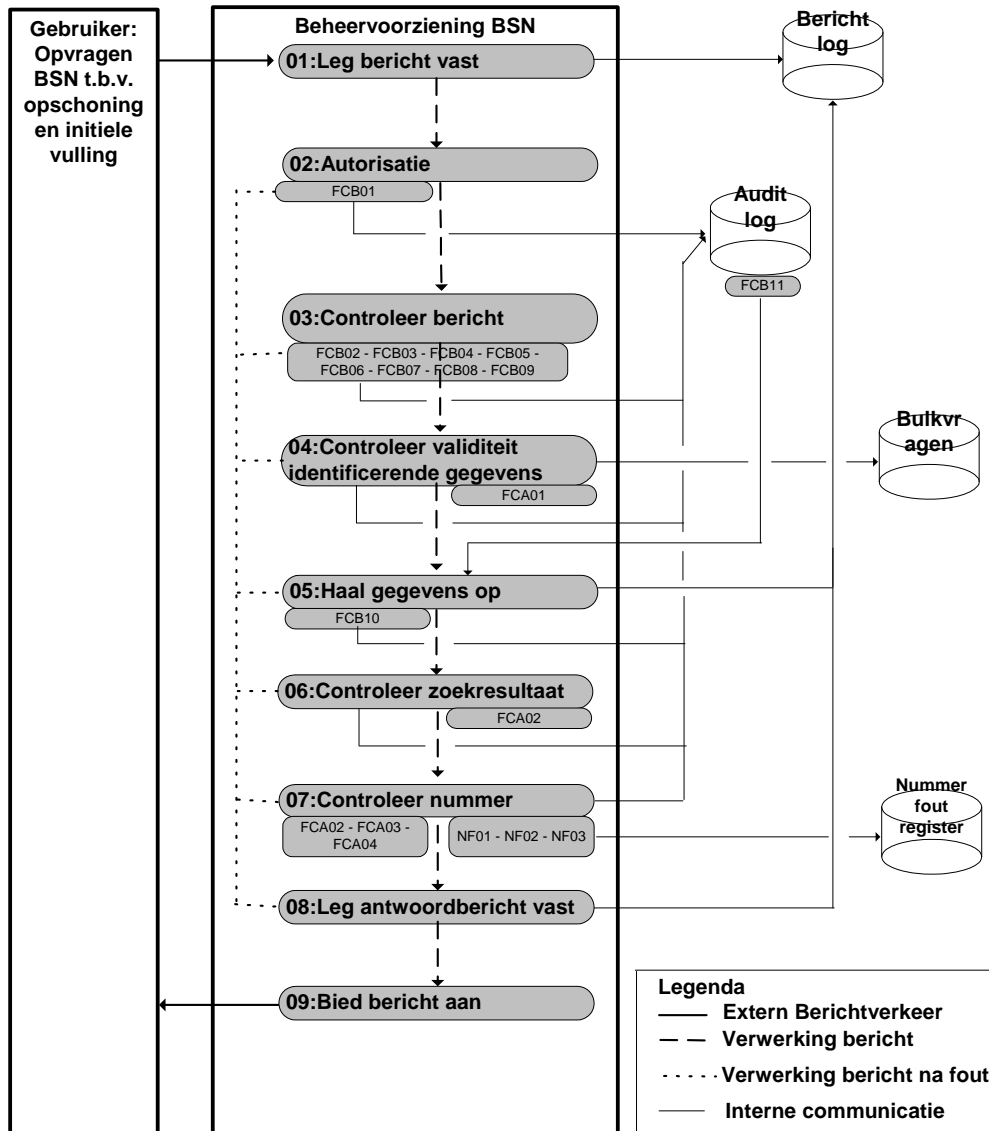 Gebruiker:
Opvragen
BSN t.b.v.
opschoning
en initiele
vulling
Beheervoorziening BSN
01:Leg bericht vast
Bericht
log
02:Autorisatie
FCB01
Audit
log
FCB11
03:Controleer bericht
FCB02 - FCB03 - FCB04 - FCB05 -
FCB06 - FCB07 - FCB08 - FCB09
04:Controleer validiteit
identificerende gegevens
FCA01
Bulkvr
agen
05:Haal gegevens op
FCB10
06:Controleer zoekresultaat
FCA02
07:Controleer nummer
FCA02 - FCA03 -
FCA04
NF01 - NF02 - NF03
Nummer
fout
register
08:Leg antwoordbericht vast
09:Bied bericht aan
Legenda
Extern Berichtverkeer
Verwerking bericht
Verwerking bericht na fout
Interne communicatie